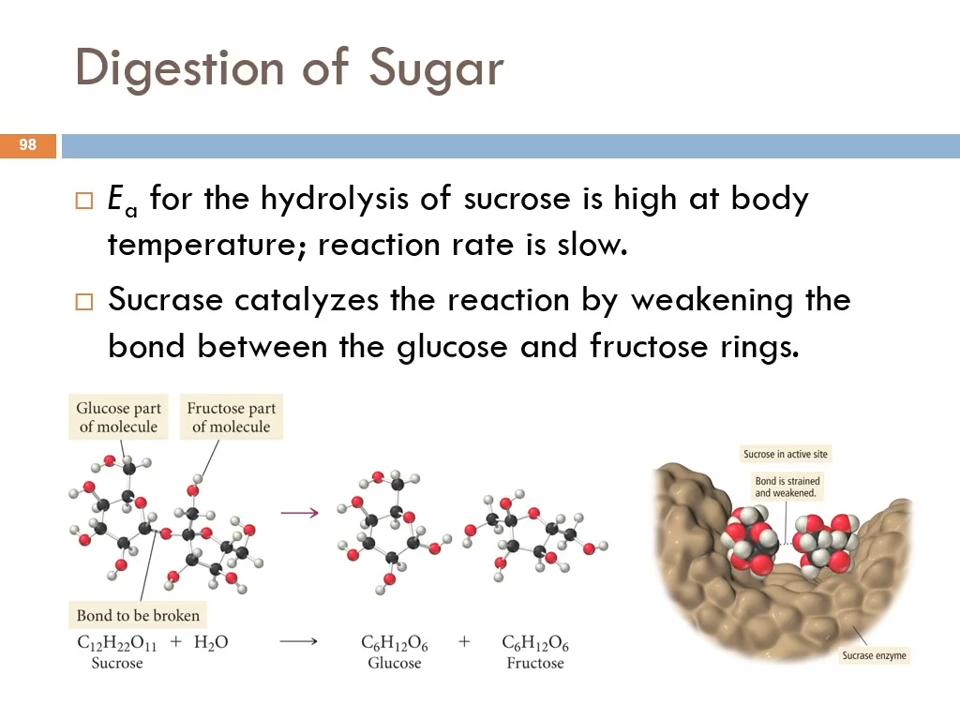 Digestion of Sugar
98
Eₐ for the hydrolysis of sucrose is high at body
temperature; reaction rate is slow.
Sucrase catalyzes the reaction by weakening the
bond between the glucose and fructose rings.
Glucose part
of molecule
Fructose part
of molecule
Bond to be broken
C₁₂H₂₂O₁₁ + H₂O ⟶ C₆H₁₂O₆ + C₆H₁₂O₆
Sucrose Glucose Fructose
Sucrose in active site
Bond is strained
and weakened.
Sucrase enzyme